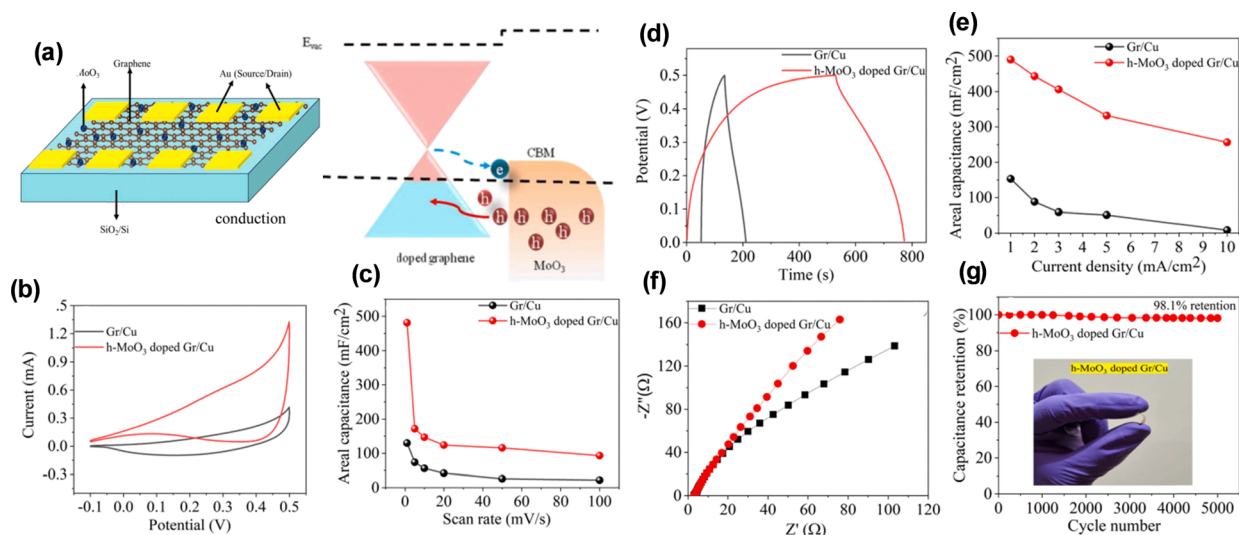 (a)
MoO3
Graphene
Au (Source/Drain)
SiO2/Si
conduction
Evac
CBM
e
h
h
h h h h
h h
doped graphene
MoO3
(b)
Gr/Cu
h-MoO3 doped Gr/Cu
Current (mA)
.5
1.2
0.9
0.6
0.3
0.0
-0.3
-0.1 0.0 0.1 0.2 0.3 0.4 0.5
Potential (V)
(c)
Gr/Cu
h-MoO3 doped Gr/Cu
Areal capacitance (mF/cm2)
500
400
300
200
100
0
0 20 40 60 80 100
Scan rate (mV/s)
(d)
Gr/Cu
h-MoO3 doped Gr/Cu
Potential (V)
0.5
0.4
0.3
0.2
0.1
0.0
0 200 400 600 800
Time (s)
(e)
Gr/Cu
h-MoO3 doped Gr/Cu
Areal capacitance (mF/cm2)
500
400
300
200
100
0
1 2 3 4 5 6 7 8 9 10
Current density (mA/cm2)
(f)
Gr/Cu
h-MoO3 doped Gr/Cu
-Z"(Ω)
160
120
80
40
0
0 20 40 60 80 100
Z' (Ω)
(g)
98.1% retention
h-MoO3 doped Gr/Cu
h-MoO3 doped Gr/Cu
Capacitance retention (%)
100
80
60
40
20
0
0 1000 2000 3000 4000 5000
Cycle number